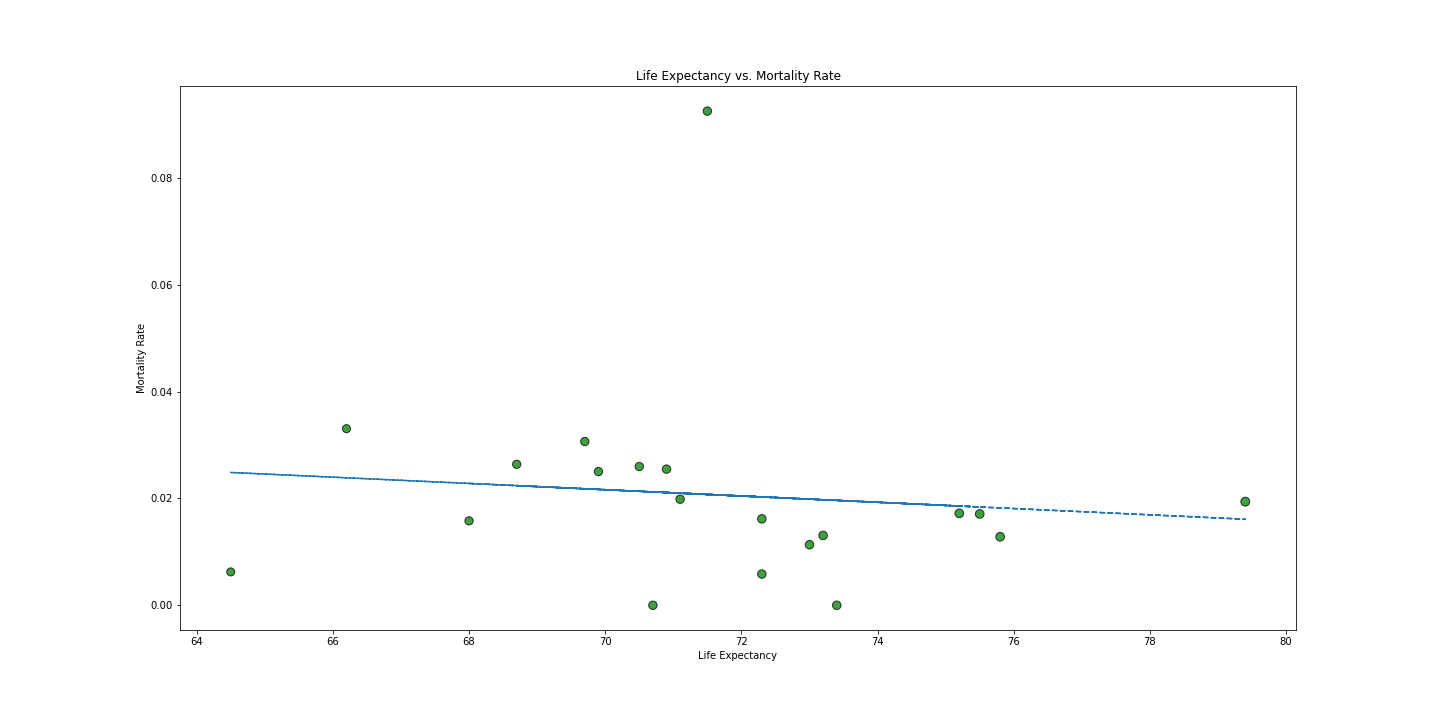 Life Expectancy vs. Mortality Rate
Mortality Rate
0.08
0.06
0.04
0.02
0.00
64 66 68 70 72 74 76 78 80
Life Expectancy